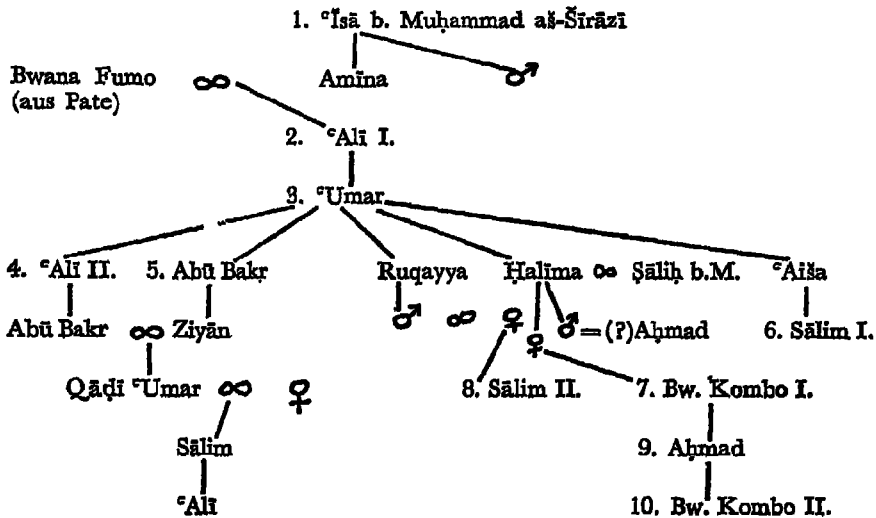 1. ʿĪsā b. Muḥammad aš-Šīrāzī
Bwana Fumo ∞ Amīna ♂
(aus Pate)
2. ʿAlī I.
3. ʿUmar
4. ʿAlī II. 5. Abū Bakr Ruqayya Ḥalīma ∞ Ṣāliḥ b.M. ʿAiša
Abū Bakr ∞ Ziyān ♂ ∞ ♀ ♀ ♂=(?)Aḥmad 6. Sālim I.
Qāḍī ʿUmar ∞ ♀ 8. Sālim II. 7. Bw. Kombo I.
Sālim 9. Aḥmad
ʿAlī 10. Bw. Kombo II.